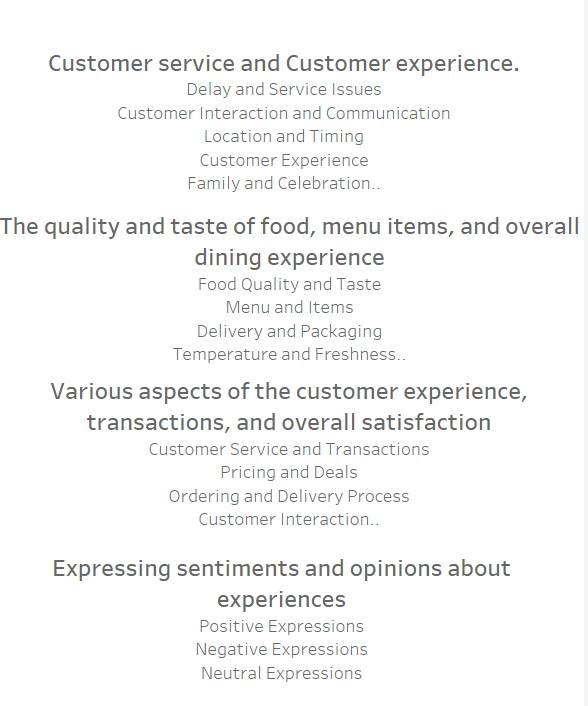 Customer service and Customer experience.
Delay and Service Issues
Customer Interaction and Communication
Location and Timing
Customer Experience
Family and Celebration..
The quality and taste of food, menu items, and overall
dining experience
Food Quality and Taste
Menu and Items
Delivery and Packaging
Temperature and Freshness..
Various aspects of the customer experience,
transactions, and overall satisfaction
Customer Service and Transactions
Pricing and Deals
Ordering and Delivery Process
Customer Interaction..
Expressing sentiments and opinions about
experiences
Positive Expressions
Negative Expressions
Neutral Expressions